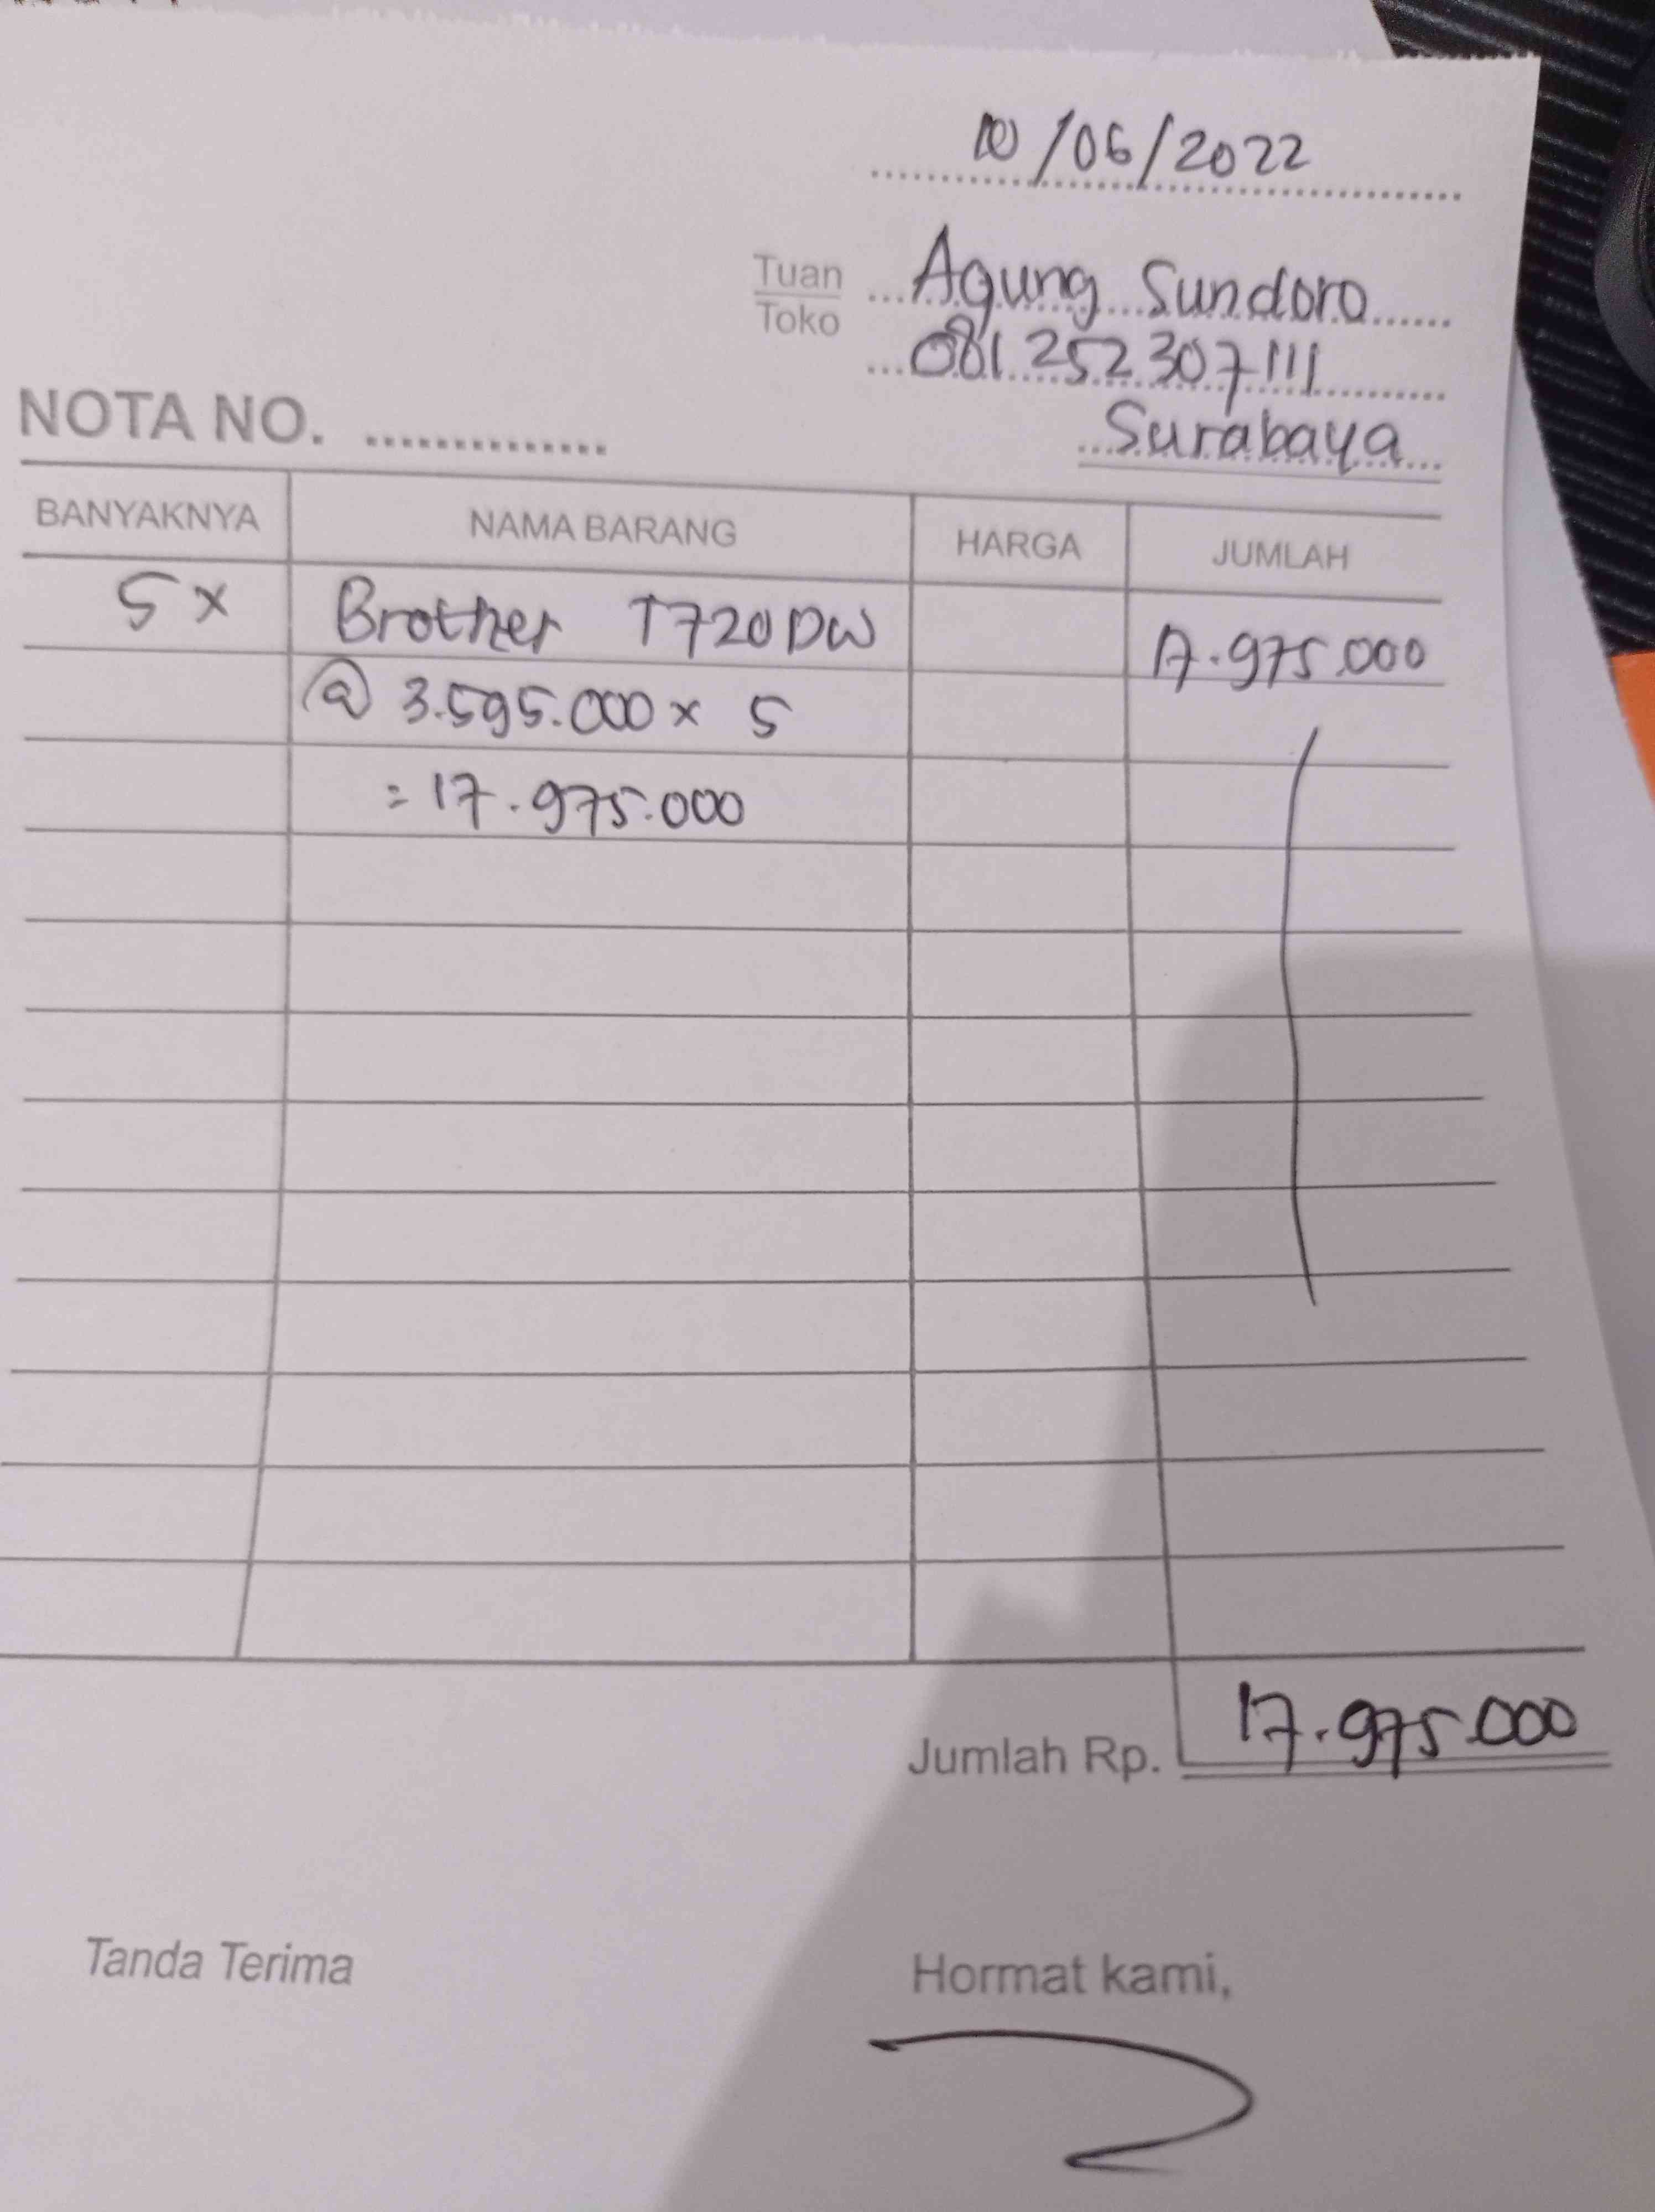 10/06/2022
Tuan Agung Sundoro
Toko 081252307111
Surabaya
NOTA NO.
BANYAKNYA NAMA BARANG HARGA JUMLAH
5x Brother T720DW 17.975.000
@ 3.595.000 x 5
= 17.975.000
Jumlah Rp. 17.975.000
Tanda Terima Hormat kami,